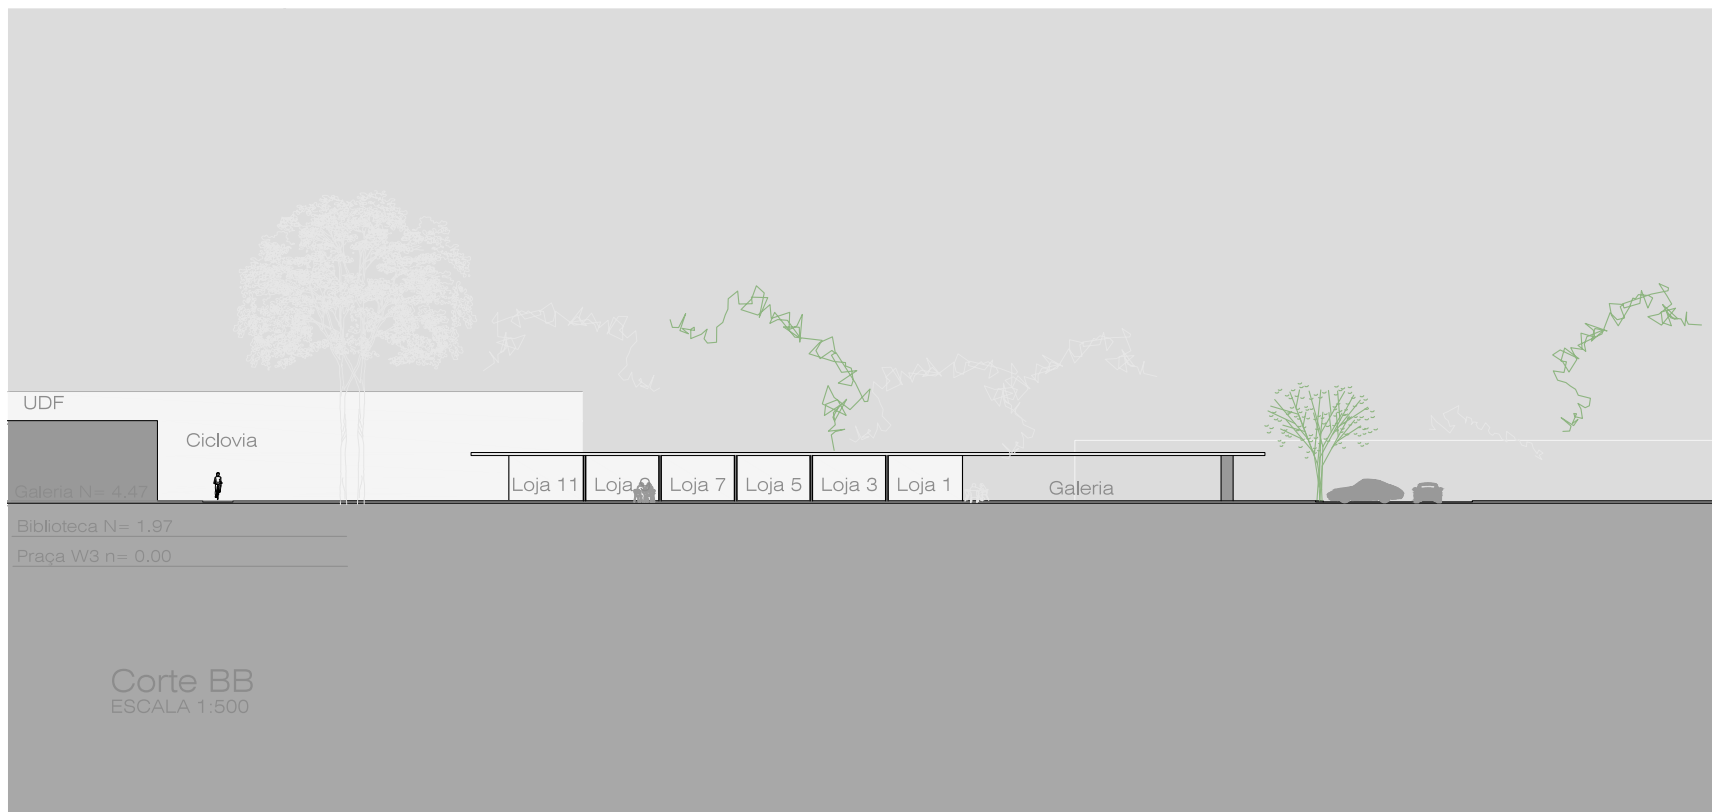 UDF
Ciclovia
Loja 11
Loja
Loja 7
Loja 5
Loja 3
Loja 1
Galeria
Galeria N= 4,47
Biblioteca N= 1.97
Praça W3 n= 0.00
Corte BB
ESCALA 1:500